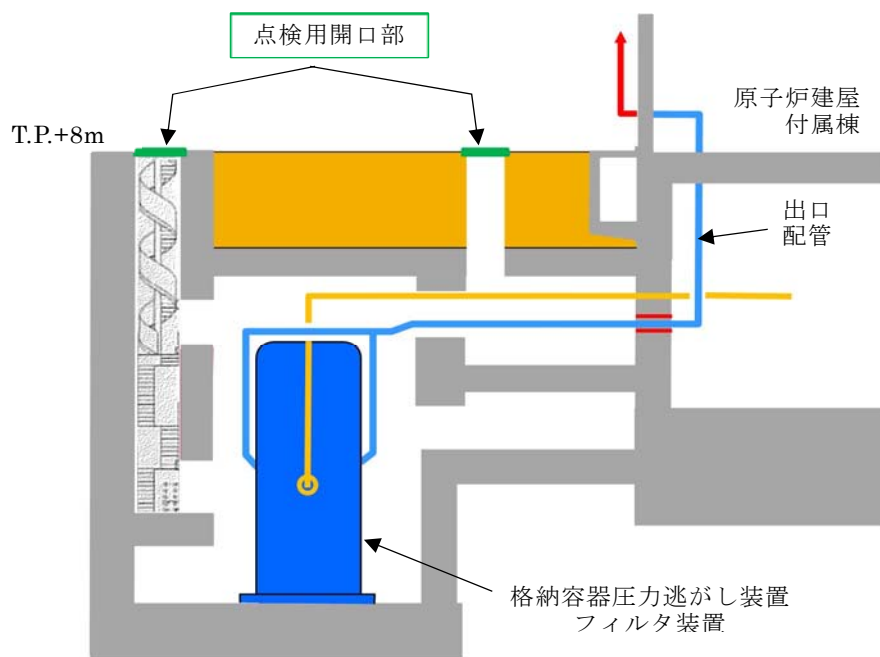 点検用開口部
T.P.+8m
原子炉建屋
付属棟
出口
配管
格納容器圧力逃がし装置
フィルタ装置